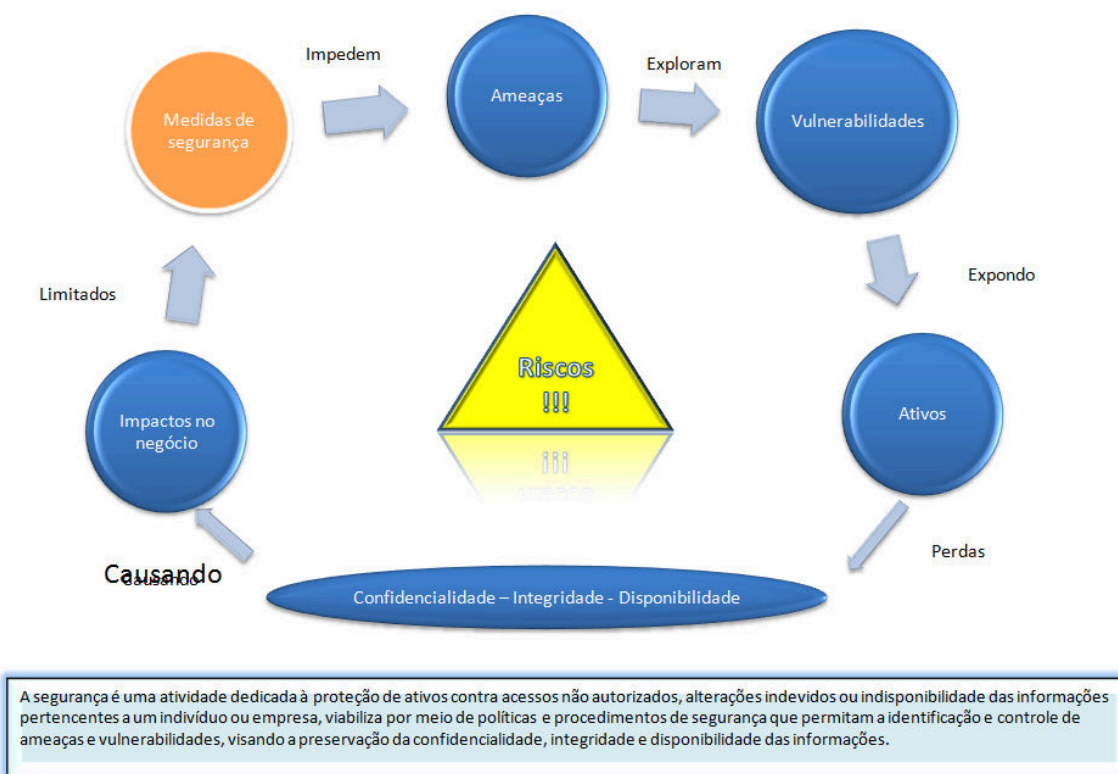 Impedem
Ameaças
Exploram
Vulnerabilidades
Medidas de
segurança
Expondo
Limitados
Riscos
!!!
Ativos
Impactos no
negócio
Perdas
Causando
Causando
Confidencialidade – Integridade - Disponibilidade
A segurança é uma atividade dedicada à proteção de ativos contra acessos não autorizados, alterações indevidos ou indisponibilidade das informações
pertencentes a um indivíduo ou empresa, viabiliza por meio de políticas e procedimentos de segurança que permitam a identificação e controle de
ameaças e vulnerabilidades, visando a preservação da confidencialidade, integridade e disponibilidade das informações.